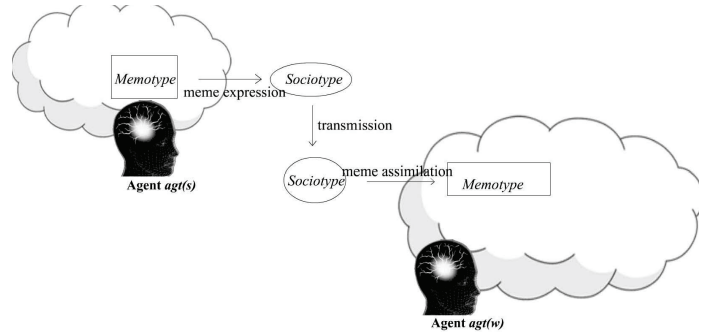 Memotype
Sociotype
meme expression
transmission
Agent agt(s)
Sociotype
meme assimilation
Memotype
Agent agt(w)